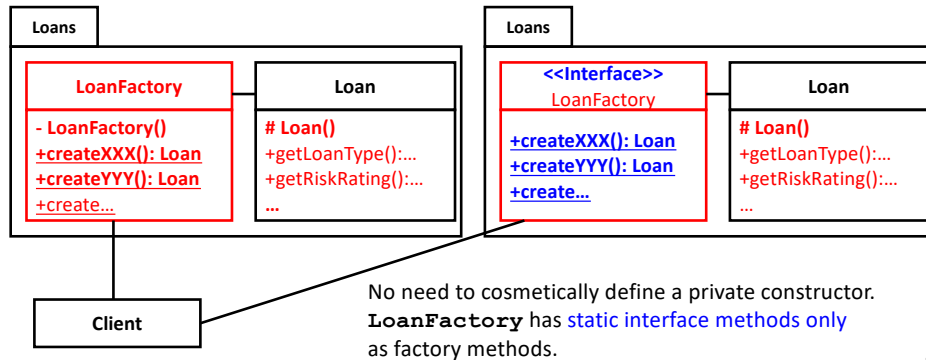 Loans
LoanFactory
- LoanFactory()
+createXXX(): Loan
+createYYY(): Loan
+create…
Loan
# Loan()
+getLoanType():…
+getRiskRating():…
…
Loans
<<Interface>>
LoanFactory
+createXXX(): Loan
+createYYY(): Loan
+create…
Loan
# Loan()
+getLoanType():…
+getRiskRating():…
…
Client
No need to cosmetically define a private constructor.
LoanFactory has static interface methods only
as factory methods.